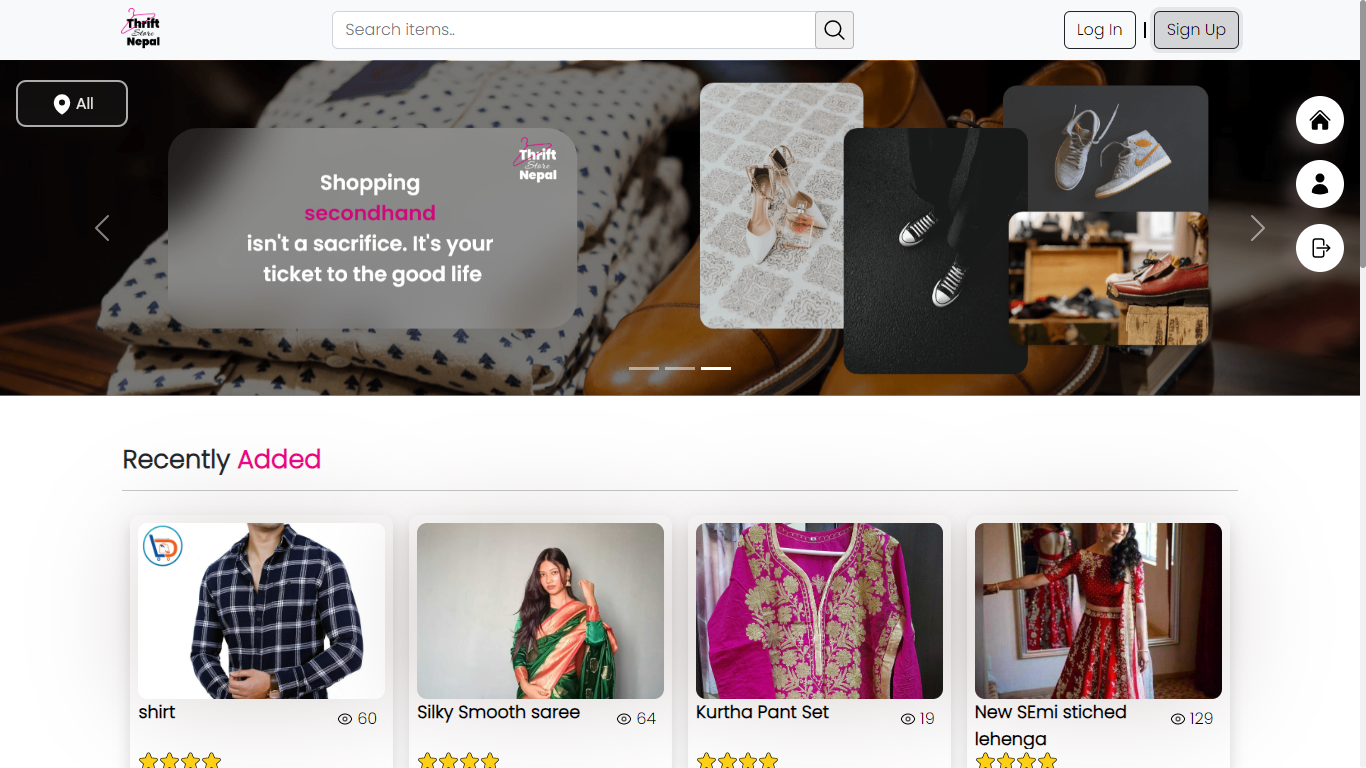 Thrift
Store
Nepal
Search items..
Log In | Sign Up
All
Thrift
Store
Nepal
Shopping
secondhand
isn't a sacrifice. It's your
ticket to the good life
Recently Added
shirt
60
Silky Smooth saree
64
Kurtha Pant Set
19
New SEmi stiched
lehenga
129